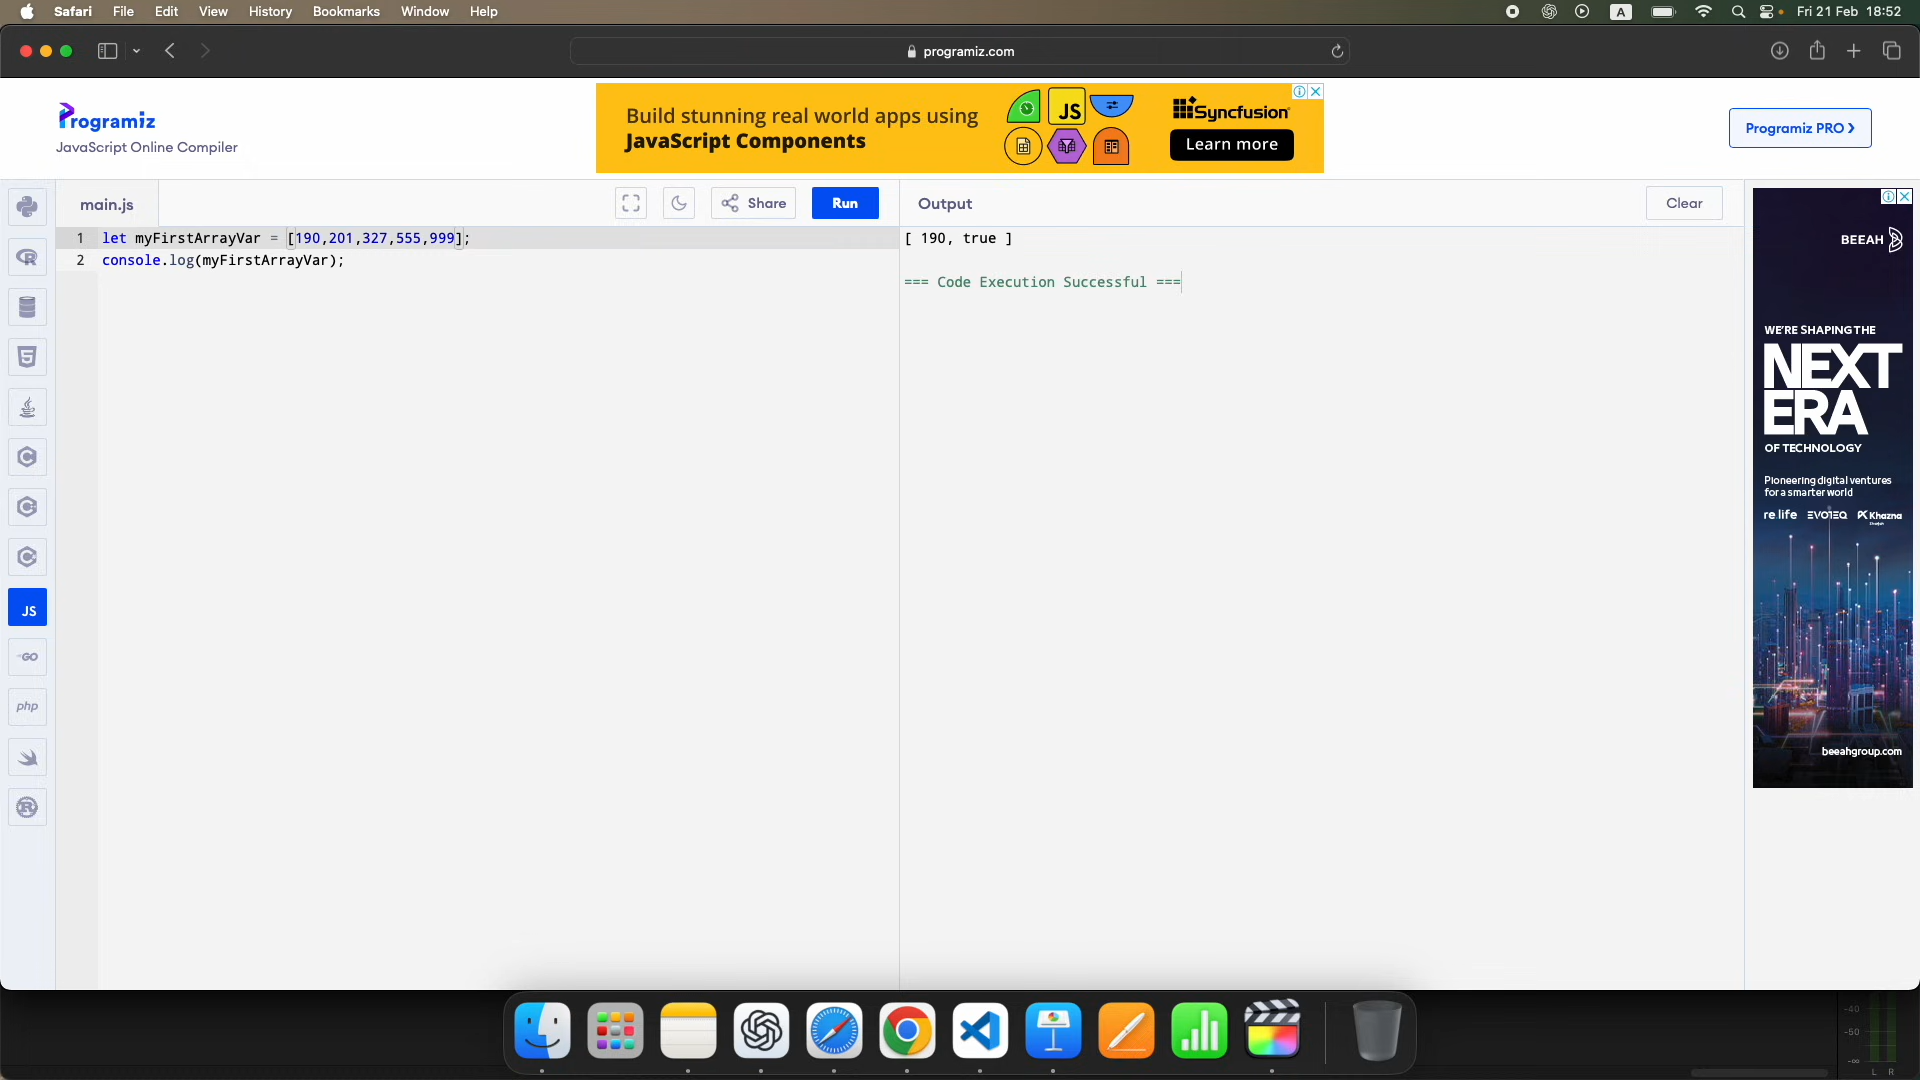 Safari File Edit View History Bookmarks Window Help A Fri 21 Feb 18:52
programiz.com
Programiz
JavaScript Online Compiler
Build stunning real world apps using
JavaScript Components
JS
Syncfusion
Learn more
Programiz PRO
main.js
Share
Run
Output
Clear
1 let myFirstArrayVar = [190,201,327,555,999];
2 console.log(myFirstArrayVar);
[ 190, true ]
=== Code Execution Successful ===
R
JS
GO
php
BEEAH
WE'RE SHAPING THE
NEXT
ERA
OF TECHNOLOGY
Pioneering digital ventures
for a smarter world
re.life EVOTEQ Khazna
beeahgroup.com
-40
-50
-∞
L R